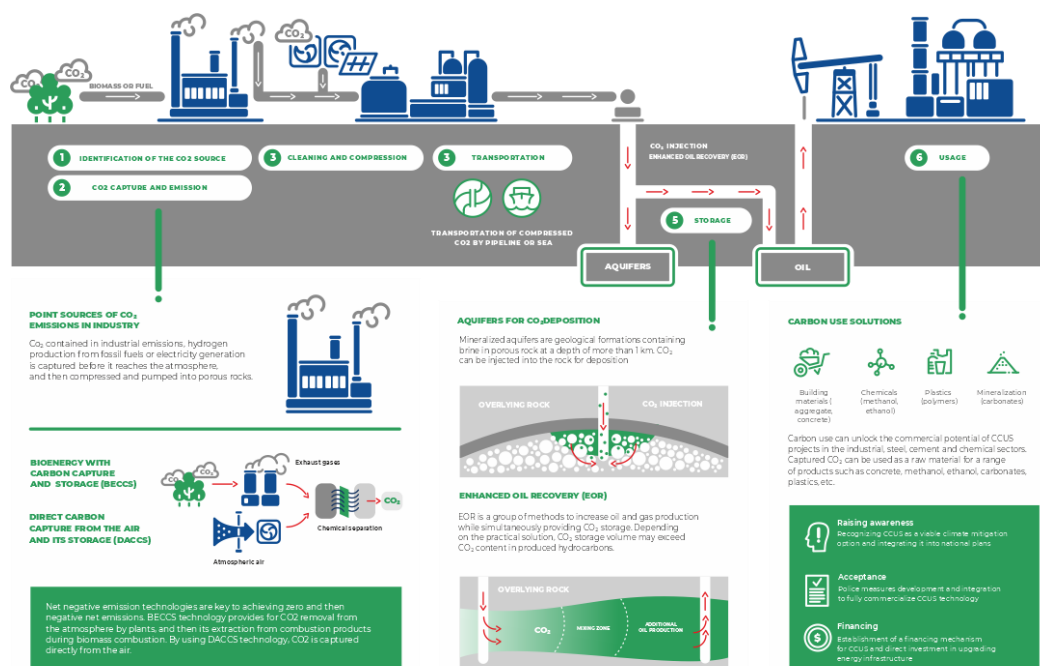 CO₂
CO
CO₂
BIOMASS OR FUEL
1 IDENTIFICATION OF THE CO2 SOURCE
2 CO2 CAPTURE AND EMISSION
3 CLEANING AND COMPRESSION
3 TRANSPORTATION
TRANSPORTATION OF COMPRESSED
CO2 BY PIPELINE OR SEA
CO₂ INJECTION
ENHANCED OIL RECOVERY (EOR)
5 STORAGE
6 USAGE
AQUIFERS
OIL
POINT SOURCES OF CO₂
EMISSIONS IN INDUSTRY
Co₂ contained in industrial emissions, hydrogen
production from fossil fuels or electricity generation
is captured before it reaches the atmosphere,
and then compressed and pumped into porous rocks.
BIOENERGY WITH
CARBON CAPTURE
AND STORAGE (BECCS)
DIRECT CARBON
CAPTURE FROM THE AIR
AND ITS STORAGE (DACCS)
CO₂
CO
Exhaust gases
CO₂
Chemical separation
Atmospheric air
Net negative emission technologies are key to achieving zero and then
negative net emissions. BECCS technology provides for CO2 removal from
the atmosphere by plants, and then its extraction from combustion products
during biomass combustion. By using DACCS technology, CO2 is captured
directly from the air.
AQUIFERS FOR CO₂DEPOSITION
Mineralized aquifers are geological formations containing
brine in porous rock at a depth of more than 1 km. CO₂
can be injected into the rock for deposition
OVERLYING ROCK
CO₂ INJECTION
ENHANCED OIL RECOVERY (EOR)
EOR is a group of methods to increase oil and gas production
while simultaneously providing CO₂ storage. Depending
on the practical solution, CO₂ storage volume may exceed
CO₂ content in produced hydrocarbons.
OVERLYING ROCK
CO₂
MIXING ZONE
ADDITIONAL
OIL PRODUCTION
CARBON USE SOLUTIONS
Building
materials (
aggregate,
concrete)
Chemicals
(methanol,
ethanol)
Plastics
(polymers)
Mineralization
(carbonates)
Carbon use can unlock the commercial potential of CCUS
projects in the industrial, steel, cement and chemical sectors.
Captured CO₂ can be used as a raw material for a range
of products such as concrete, methanol, ethanol, carbonates,
plastics, etc.
Raising awareness
Recognizing CCUS as a viable climate mitigation
option and integrating it into national plans
Acceptance
Police measures development and integration
to fully commercialize CCUS technology
Financing
Establishment of a financing mechanism
for CCUS and direct investment in upgrading
energy infrastructure